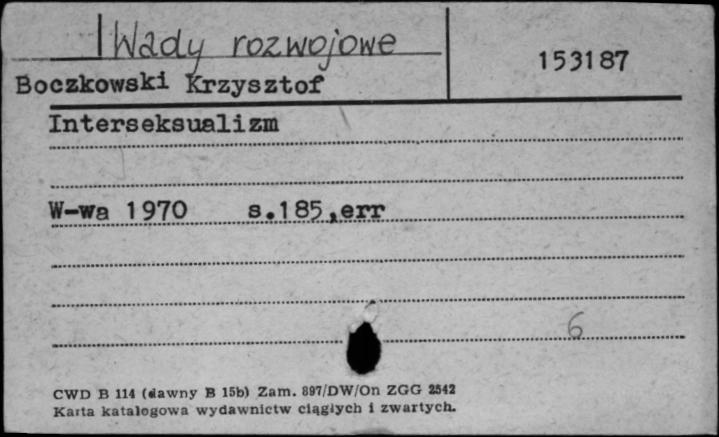 Wady rozwojowe
153187
Boczkowski Krzysztof
Interseksualizm
W-wa 1970 s.185,err
6
CWD B 114 (dawny B 15b) Zam. 897/DW/On ZGG 2542
Karta katalogowa wydawnictw ciągłych i zwartych.